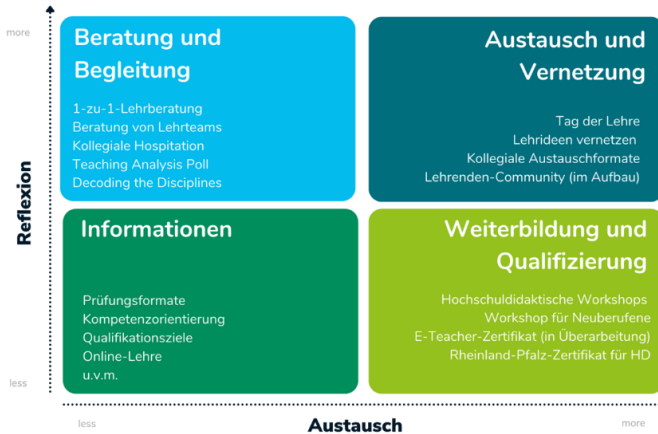 more
Beratung und
Begleitung
1-zu-1-Lehrberatung
Beratung von Lehrteams
Kollegiale Hospitation
Teaching Analysis Poll
Decoding the Disciplines
Austausch und
Vernetzung
Tag der Lehre
Lehrideen vernetzen
Kollegiale Austauschformate
Lehrenden-Community (im Aufbau)
Reflexion
Informationen
Prüfungsformate
Kompetenzorientierung
Qualifikationsziele
Online-Lehre
u.v.m.
Weiterbildung und
Qualifizierung
Hochschuldidaktische Workshops
Workshop für Neuberufene
E-Teacher-Zertifikat (in Überarbeitung)
Rheinland-Pfalz-Zertifikat für HD
less
less
Austausch
more